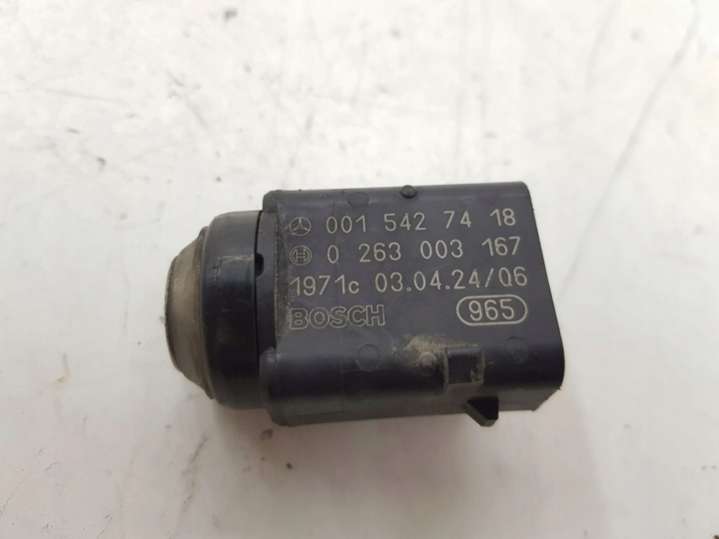 001 542 74 18
0 263 003 167
1971c 03.04.24/06
BOSCH 965